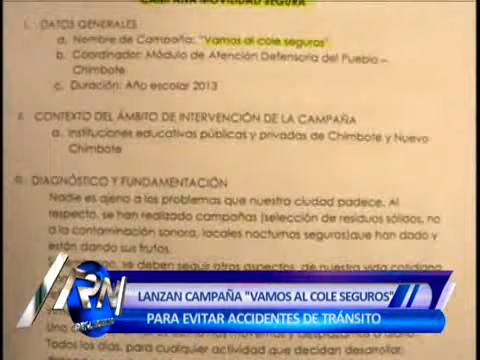 CAMPAÑA MOVILIDAD SEGURA
I. DATOS GENERALES
a. Nombre de Campaña: "Vamos al cole seguros"
b. Coordinador: Módulo de Atención Defensoria del Pueblo –
Chimbote
c. Duración: Año escolar 2013
II. CONTEXTO DEL ÁMBITO DE INTERVENCIÓN DE LA CAMPAÑA
a. Instituciones educativas públicas y privadas de Chimbote y Nuevo
Chimbote
III. DIAGNÓSTICO Y FUNDAMENTACIÓN
Nadie es ajeno a los problemas que nuestra ciudad padece. Al
respecto, se han realizado campañas (selección de residuos sólidos, no
a la contaminación sonora, locales nocturnos seguros)que han dado y
están dando sus frutos.
se deben seguir otros aspectos, de nuestra vida cotidiana
RN
LANZAN CAMPAÑA "VAMOS AL COLE SEGUROS"
PARA EVITAR ACCIDENTES DE TRÁNSITO
Todos los días, para cualquier actividad que decidan desarrollar